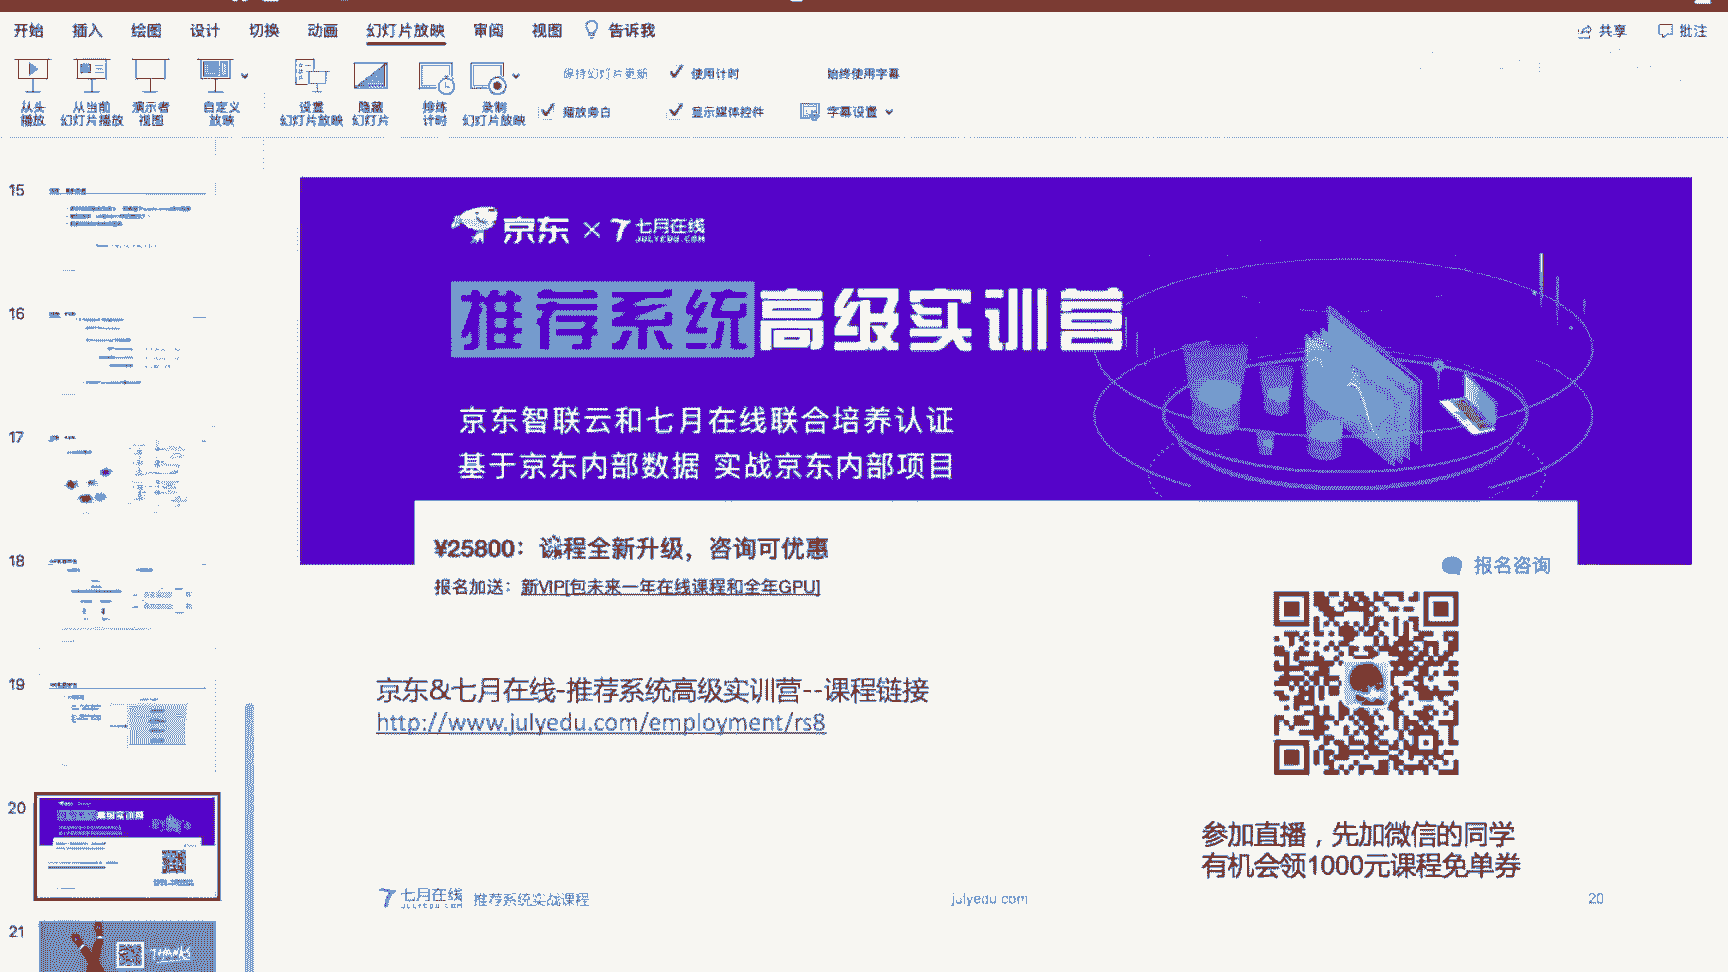 开始 插入 绘图 设计 切换 动画 幻灯片放映 审阅 视图 告诉我 共享 批注
从头播放
从当前幻灯片播放
演示者视图
自定义放映
设置幻灯片放映
隐藏幻灯片
排练计时
录制幻灯片放映
保持幻灯片更新 使用计时 始终使用字幕
播放旁白 显示媒体控件 字幕设置
15
16
17
18
19
20
21
THANKS
京东 × 7 七月在线
JULYEDU.COM
推荐系统高级实训营
京东智联云和七月在线联合培养认证
基于京东内部数据 实战京东内部项目
¥25800：课程全新升级，咨询可优惠
报名加送：新VIP[包未来一年在线课程和全年GPU]
报名咨询
京东&七月在线-推荐系统高级实训营--课程链接
http://www.julyedu.com/employment/rs8
参加直播，先加微信的同学
有机会领1000元课程免单券
7 七月在线 推荐系统实战课程 julyedu.com 20
JULYEDU.COM